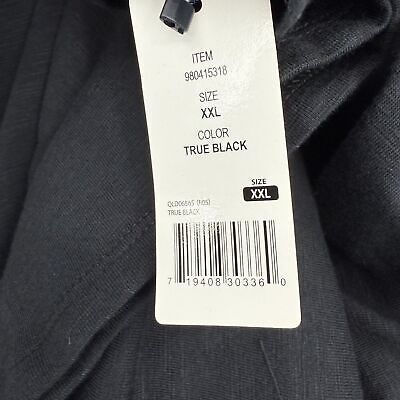 ITEM
980415318
SIZE
XXL
COLOR
TRUE BLACK
SIZE
XXL
TRUE BLACK
7 19408 30336 0